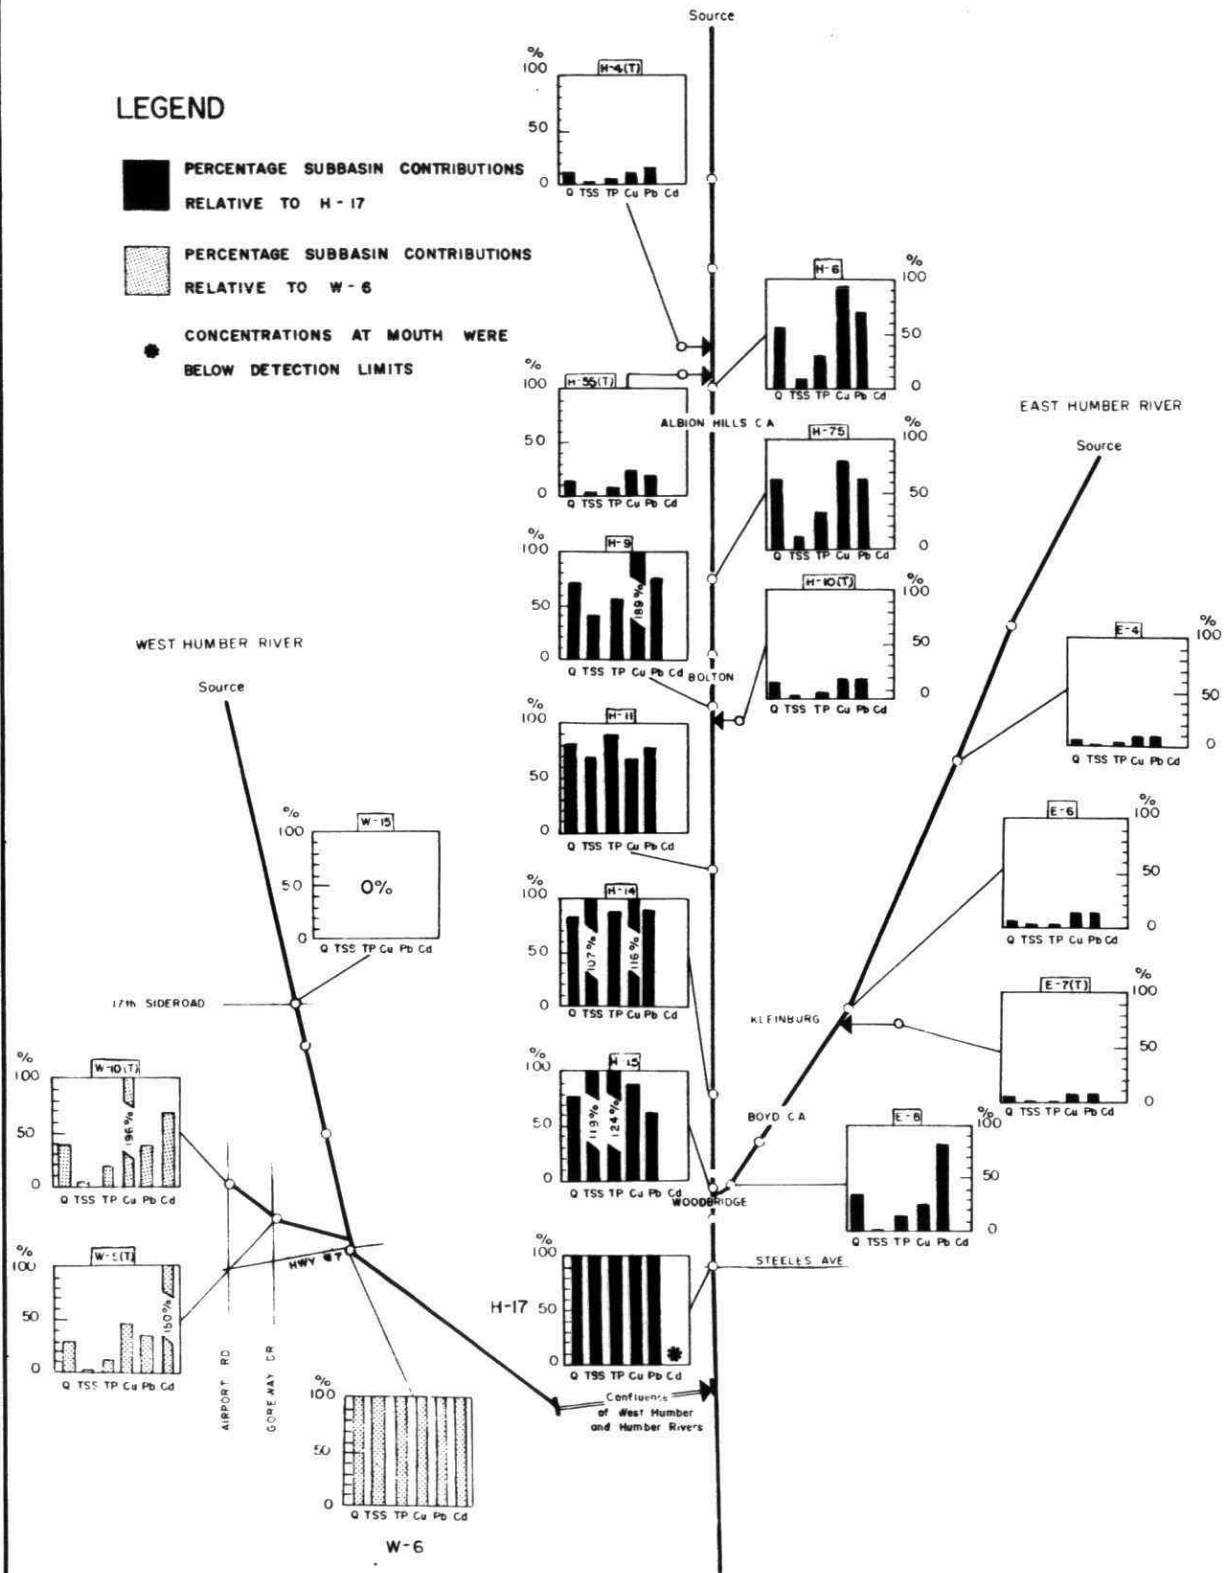 Source
LEGEND
PERCENTAGE SUBBASIN CONTRIBUTIONS
RELATIVE TO H-17
PERCENTAGE SUBBASIN CONTRIBUTIONS
RELATIVE TO W-6
CONCENTRATIONS AT MOUTH WERE
BELOW DETECTION LIMITS
%
H-4(T)
100
50
0
Q TSS TP Cu Pb Cd
H-6
%
100
50
0
Q TSS TP Cu Pb Cd
%
H-55(T)
100
50
0
Q TSS TP Cu Pb Cd
ALBION HILLS C A
H-75
%
100
50
0
Q TSS TP Cu Pb Cd
EAST HUMBER RIVER
Source
%
H-9
100
50
0
189%
Q TSS TP Cu Pb Cd
BOLTON
H-10(T)
%
100
50
0
Q TSS TP Cu Pb Cd
E-4
%
100
50
0
Q TSS TP Cu Pb Cd
WEST HUMBER RIVER
Source
%
H-11
100
50
0
Q TSS TP Cu Pb Cd
%
W-15
100
50
0
0%
Q TSS TP Cu Pb Cd
E-6
%
100
50
0
Q TSS TP Cu Pb Cd
%
H-14
100
50
0
107%
116%
Q TSS TP Cu Pb Cd
17th SIDEROAD
KLEINBURG
E-7(T)
%
100
50
0
Q TSS TP Cu Pb Cd
%
W-10(T)
100
50
0
196%
Q TSS TP Cu Pb Cd
%
H-15
100
50
0
119%
124%
Q TSS TP Cu Pb Cd
BOYD C A
WOODBRIDGE
%
100
50
0
Q TSS TP Cu Pb Cd
%
W-5(T)
100
50
0
150%
Q TSS TP Cu Pb Cd
HWY #7
AIRPORT RD
GOREWAY DR
%
H-17
100
50
0
Q TSS TP Cu Pb Cd
STEELES AVE
Confluence
of West Humber
and Humber Rivers
%
100
50
0
Q TSS TP Cu Pb Cd
W-6